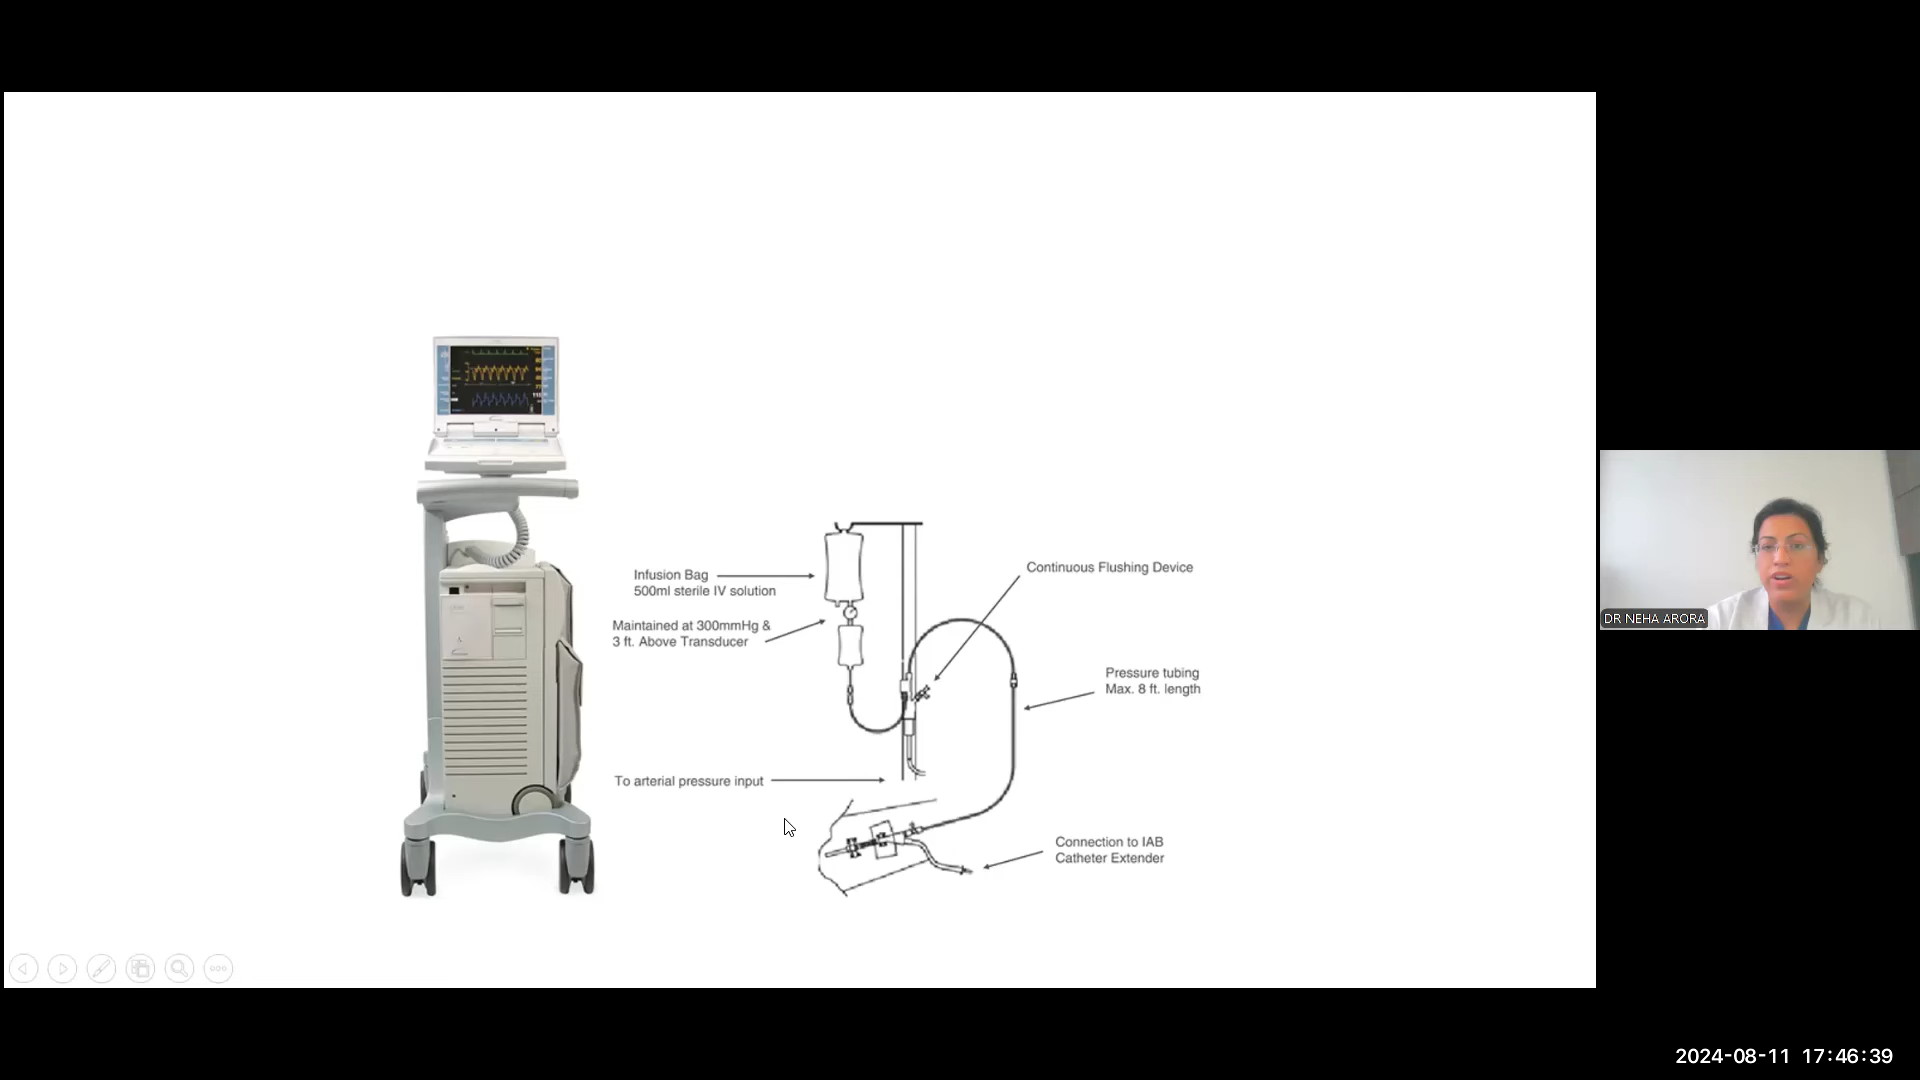 Infusion Bag
500ml sterile IV solution
Maintained at 300mmHg &
3 ft. Above Transducer
Continuous Flushing Device
Pressure tubing
Max. 8 ft. length
To arterial pressure input
Connection to IAB
Catheter Extender
DR NEHA ARORA
2024-08-11 17:46:39